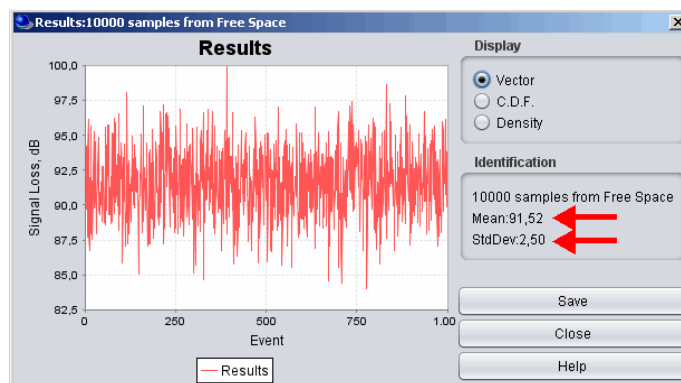 Results:10000 samples from Free Space
Results
100,0
97,5
95,0
92,5
90,0
87,5
85,0
82,5
Signal Loss, dB
0
250
500
750
1.00
Event
Results
Display
Vector
C.D.F.
Density
Identification
10000 samples from Free Space
Mean:91,52
StdDev:2,50
Save
Close
Help